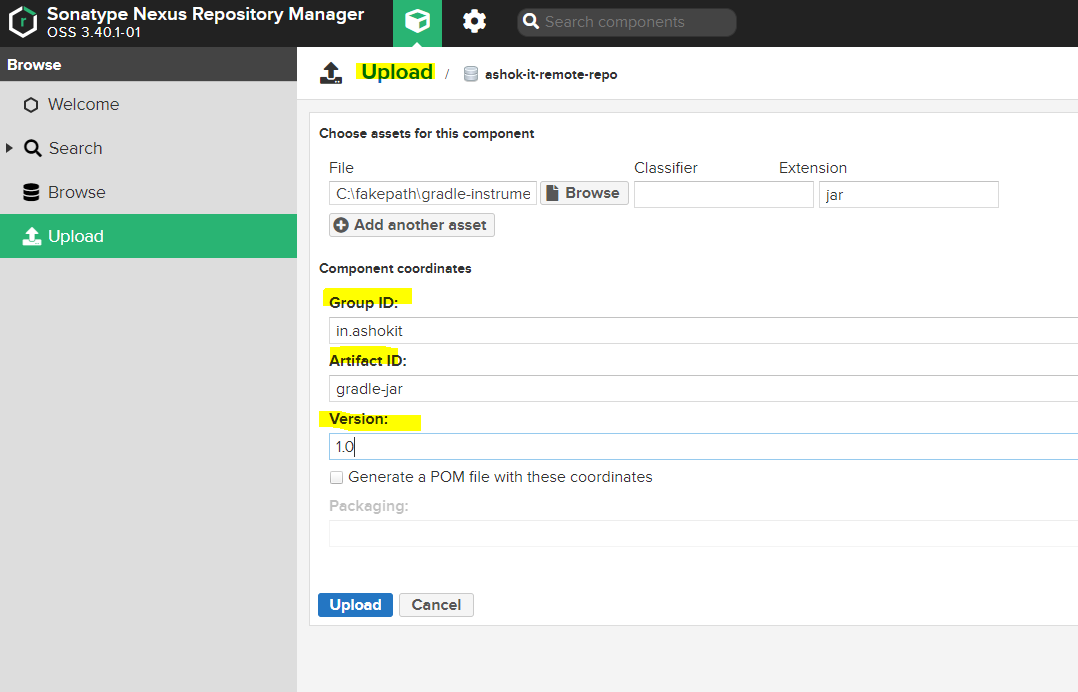 Sonatype Nexus Repository Manager
OSS 3.40.1-01
Search components
Browse
Welcome
Search
Browse
Upload
Upload / ashok-it-remote-repo
Choose assets for this component
File Classifier Extension
C:\fakepath\gradle-instrume Browse jar
Add another asset
Component coordinates
Group ID:
in.ashokit
Artifact ID:
gradle-jar
Version:
1.0
Generate a POM file with these coordinates
Packaging:
Upload Cancel